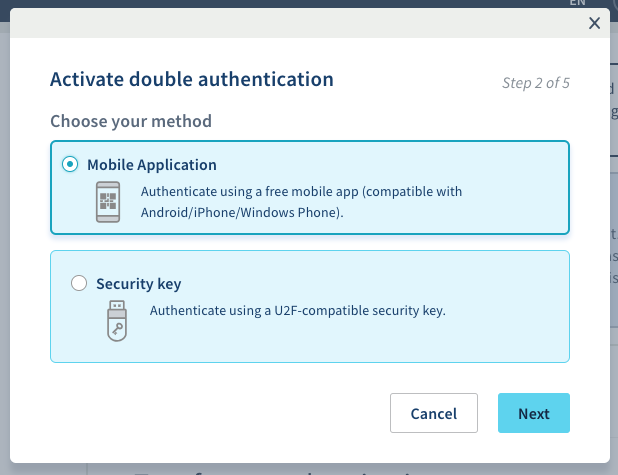 EN
Activate double authentication
Step 2 of 5
Choose your method
Mobile Application
Authenticate using a free mobile app (compatible with
Android/iPhone/Windows Phone).
Security key
Authenticate using a U2F-compatible security key.
Cancel
Next